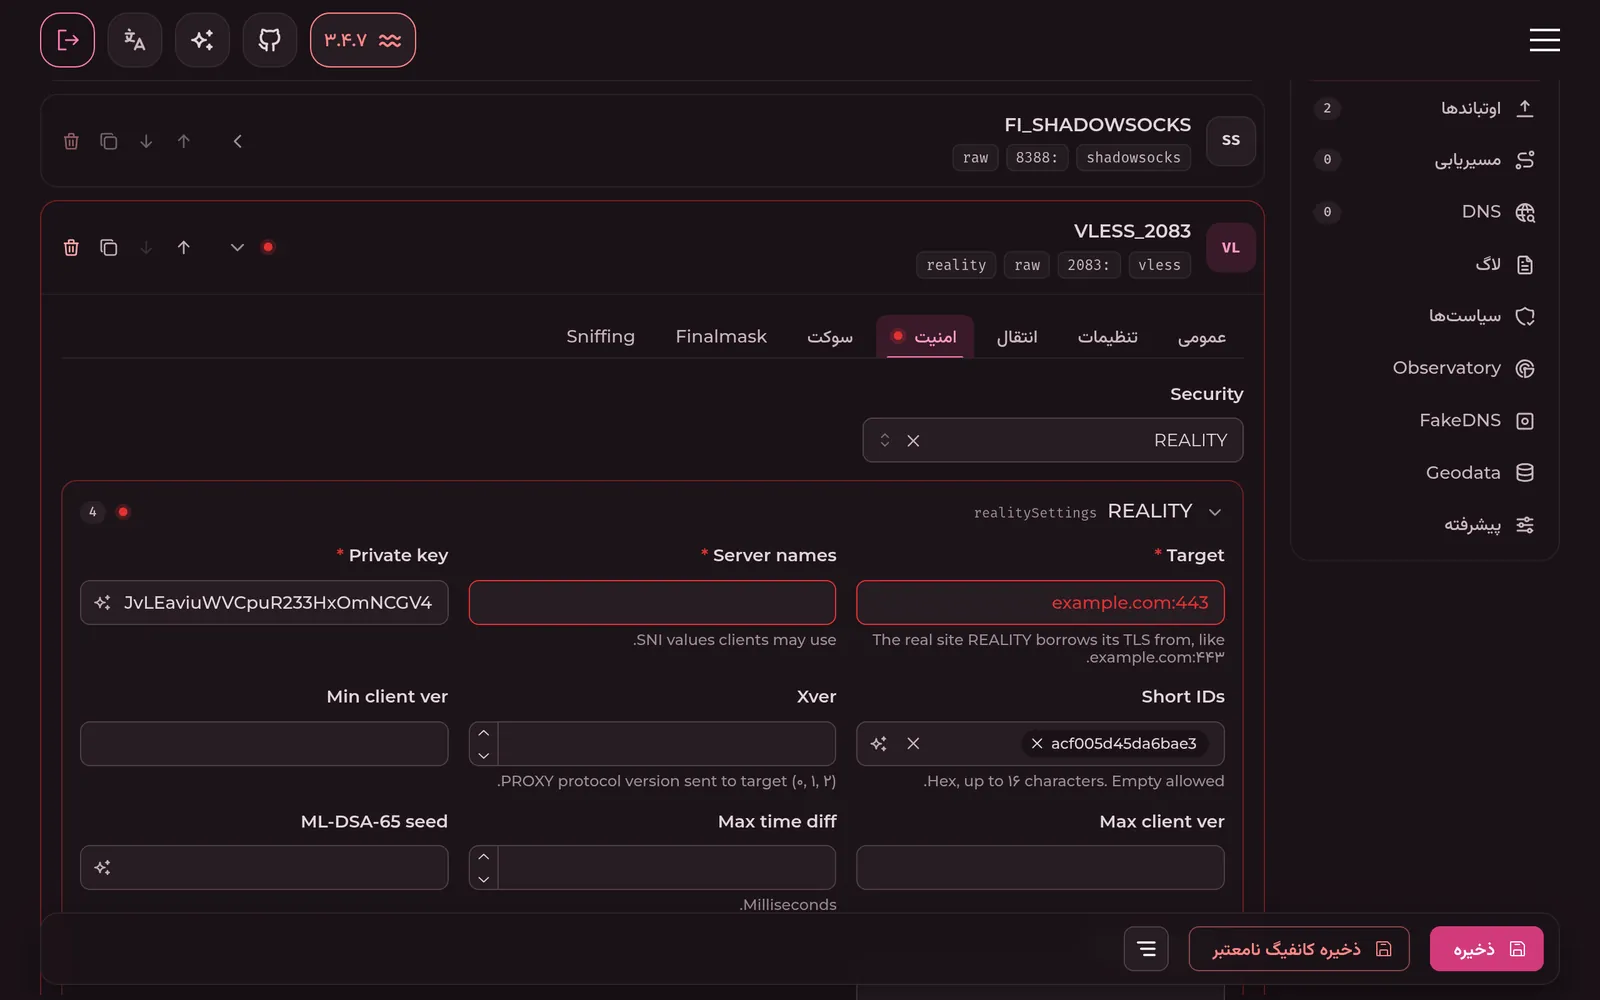 ۳.۴.۷
اوتباندها
2
مسیریابی
0
DNS
0
لاگ
سیاست‌ها
Observatory
FakeDNS
Geodata
پیشرفته
SS
FI_SHADOWSOCKS
shadowsocks
8388:
raw
VL
VLESS_2083
vless
2083:
raw
reality
عمومی
تنظیمات
انتقال
امنیت
سوکت
Finalmask
Sniffing
Security
REALITY
REALITY realitySettings
4
Target *
Server names *
Private key *
example.com:443
JvLEaviuWVCpuR233HxOmNCGV4
The real site REALITY borrows its TLS from, like
.example.com:۴۴۳
.SNI values clients may use
Short IDs
Xver
Min client ver
acf005d45da6bae3
.Hex, up to ۱۶ characters. Empty allowed
.PROXY protocol version sent to target (۰, ۱, ۲)
Max client ver
Max time diff
ML-DSA-65 seed
.Milliseconds
ذخیره
ذخیره کانفیگ نامعتبر